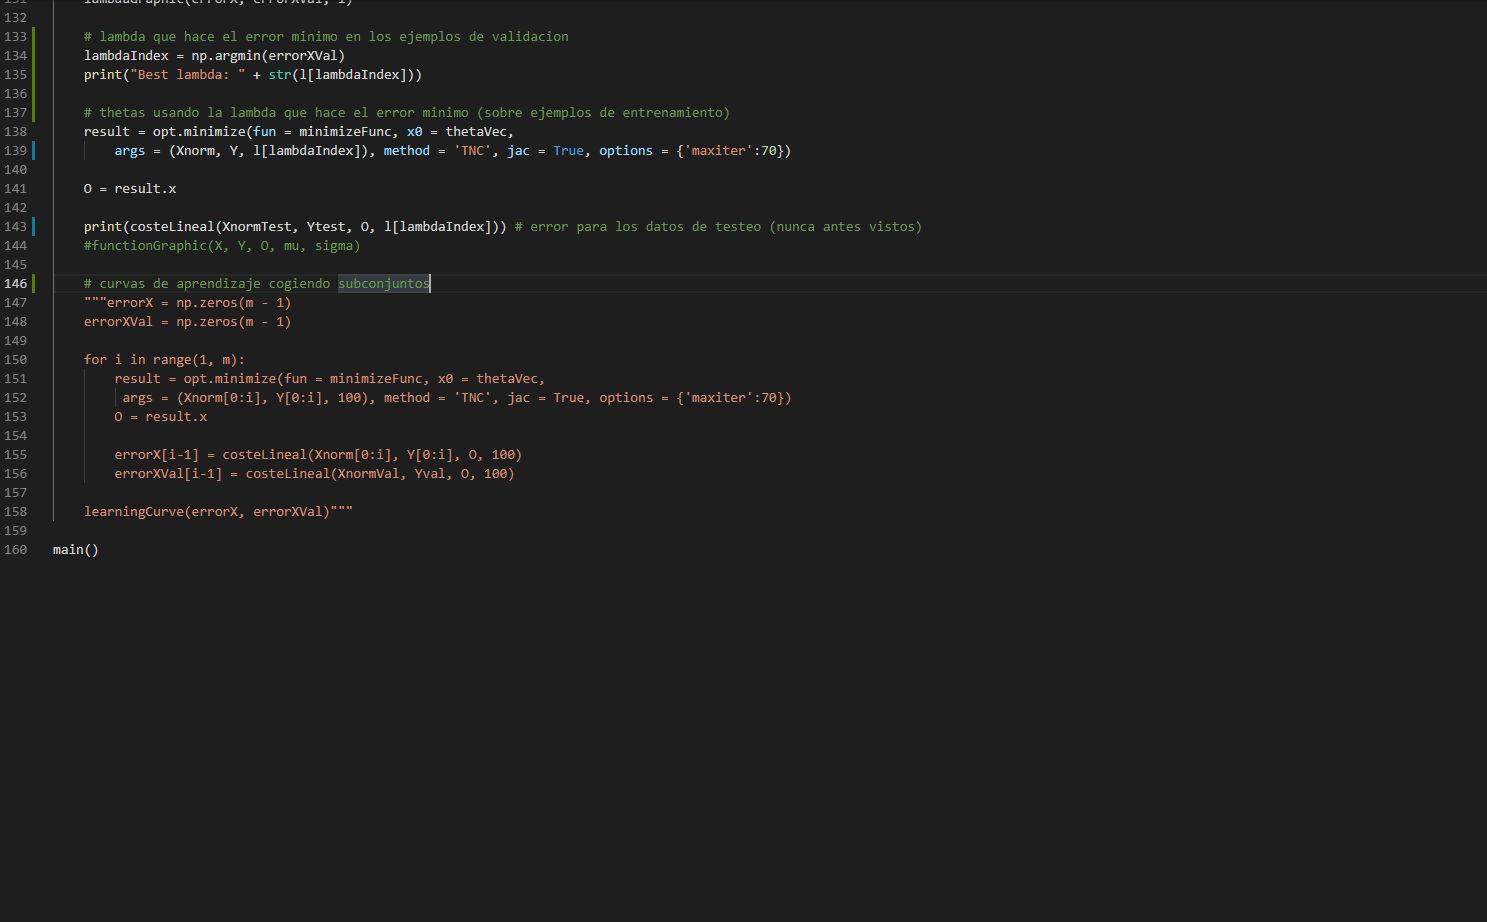 131 lambdaGraphic(errorX, errorXVal, l)
132
133 # lambda que hace el error minimo en los ejemplos de validacion
134 lambdaIndex = np.argmin(errorXVal)
135 print("Best lambda: " + str(l[lambdaIndex]))
136
137 # thetas usando la lambda que hace el error minimo (sobre ejemplos de entrenamiento)
138 result = opt.minimize(fun = minimizeFunc, x0 = thetaVec,
139 args = (Xnorm, Y, l[lambdaIndex]), method = 'TNC', jac = True, options = {'maxiter':70})
140
141 O = result.x
142
143 print(costeLineal(XnormTest, Ytest, O, l[lambdaIndex])) # error para los datos de testeo (nunca antes vistos)
144 #functionGraphic(X, Y, O, mu, sigma)
145
146 # curvas de aprendizaje cogiendo subconjuntos
147 """errorX = np.zeros(m - 1)
148 errorXVal = np.zeros(m - 1)
149
150 for i in range(1, m):
151 result = opt.minimize(fun = minimizeFunc, x0 = thetaVec,
152 args = (Xnorm[0:i], Y[0:i], 100), method = 'TNC', jac = True, options = {'maxiter':70})
153 O = result.x
154
155 errorX[i-1] = costeLineal(Xnorm[0:i], Y[0:i], O, 100)
156 errorXVal[i-1] = costeLineal(XnormVal, Yval, O, 100)
157
158 learningCurve(errorX, errorXVal)"""
159
160 main()